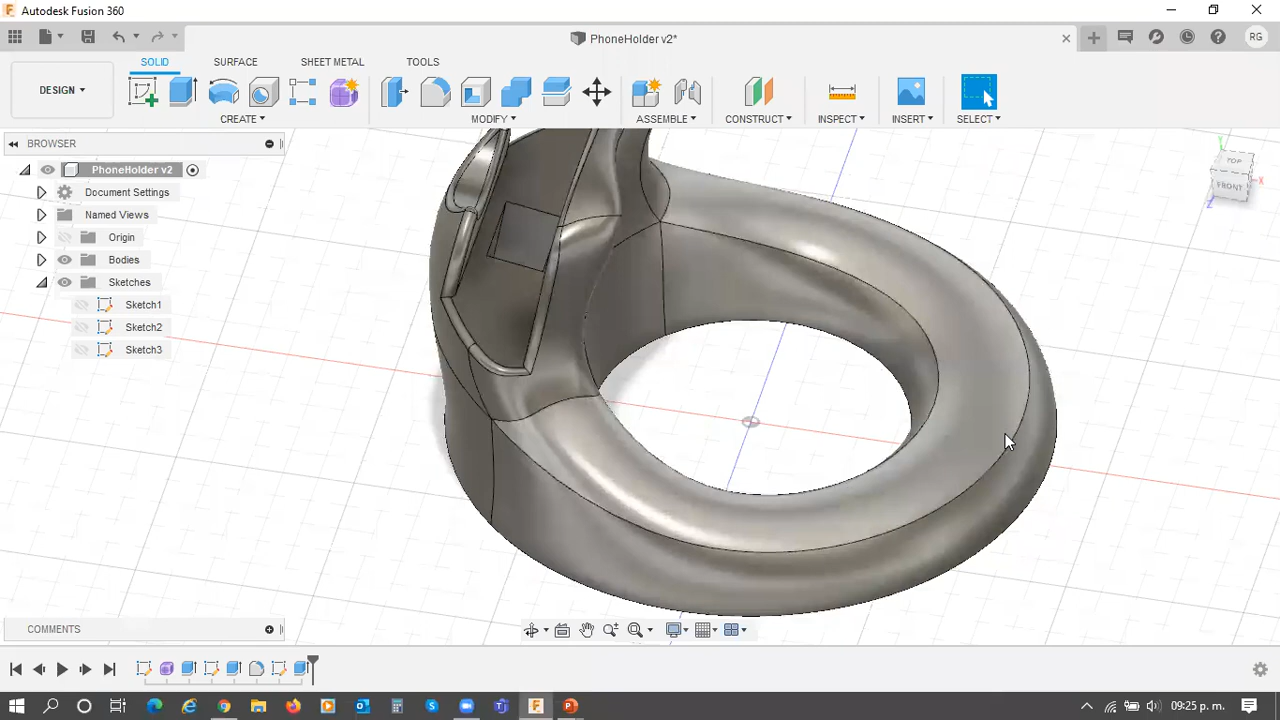 Autodesk Fusion 360
PhoneHolder v2*
RG
DESIGN
SOLID SURFACE SHEET METAL TOOLS
CREATE MODIFY ASSEMBLE CONSTRUCT INSPECT INSERT SELECT
BROWSER
PhoneHolder v2
Document Settings
Named Views
Origin
Bodies
Sketches
Sketch1
Sketch2
Sketch3
TOP
FRONT
X
Y
Z
COMMENTS
09:25 p. m.